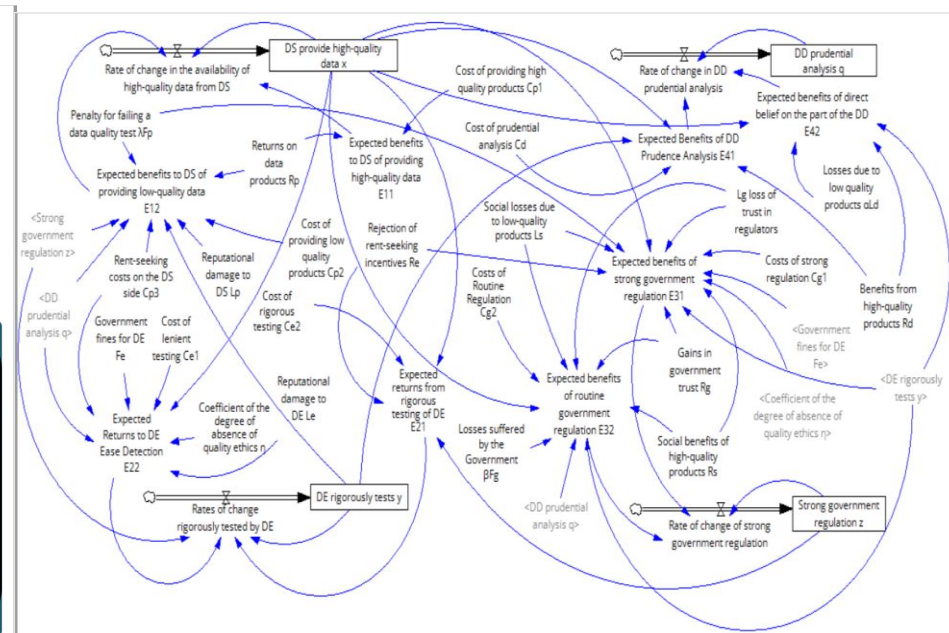 DS provide high-quality
data x
Rate of change in the availability of
high-quality data from DS
DD prudential
analysis q
Rate of change in DD
prudential analysis
Cost of providing high
quality products Cp1
Expected benefits of direct
belief on the part of the DD
E42
Penalty for failing a
data quality test λFp
Cost of prudential
analysis Cd
Expected Benefits of DD
Prudence Analysis E41
Returns on
data
products Rp
Expected benefits
to DS of providing
high-quality data
E11
Expected benefits to DS of
providing low-quality data
E12
Losses due
to low quality
products αLd
Lg loss of
trust in
regulators
Social losses due
to low-quality
products Ls
<Strong
government
regulation z>
Cost of
providing low
quality
products Cp2
Rejection of
rent-seeking
incentives Re
Rent-seeking
costs on the DS
side Cp3
Reputational
damage to
DS Lp
Expected benefits of
strong government
regulation E31
Costs of strong
regulation Cg1
Costs of
Routine
Regulation
Cg2
Benefits from
high-quality
products Rd
<DD
prudential
analysis q>
Cost of
rigorous
testing Ce2
Government
fines for DE
Fe
Cost of
lenient
testing Ce1
<Government
fines for DE
Fe>
Gains in
government
trust Rg
Expected
returns from
rigorous
testing of DE
E21
Expected benefits
of routine
government
regulation E32
<DE rigorously
tests y>
Reputational
damage to
DE Le
<Coefficient of the
degree of absence of
quality ethics η>
Expected
Returns to DE
Ease Detection
E22
Coefficient of the
degree of
absence of
quality ethics η
Losses suffered
by the
Government
βFg
Social benefits of
high-quality
products Rs
DE rigorously tests y
Rates of change
rigorously tested by DE
<DD prudential
analysis q>
Strong government
regulation z
Rate of change of strong
government regulation